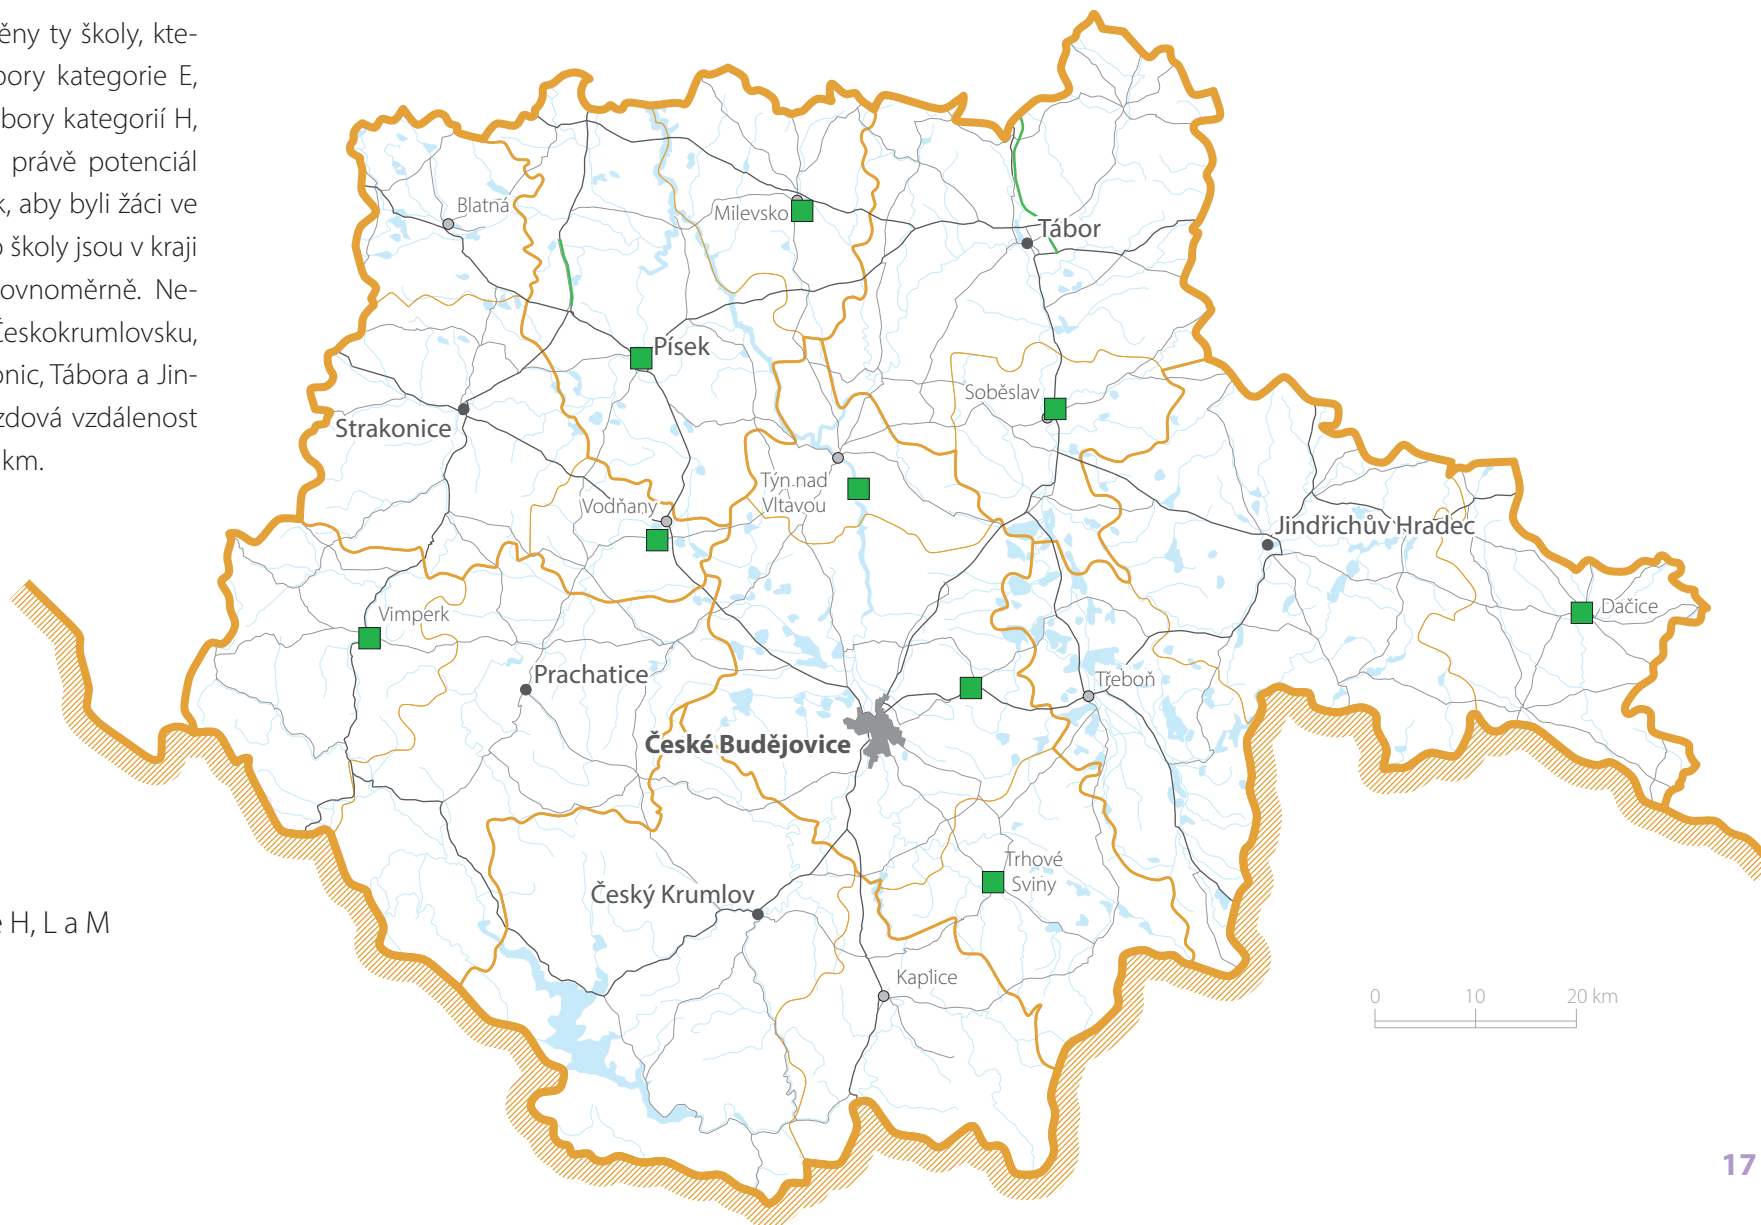 ěny ty školy, kte-
bory kategorie E,
bory kategorií H,
právě potenciál
k, aby byli žáci ve
o školy jsou v kraji
ovnoměrně. Ne-
Českokrumlovsku,
onic, Tábora a Jin-
zdová vzdálenost
km.
Blatná
Milevsko
Tábor
Písek
Soběslav
Strakonice
Týn nad
Vltavou
Vodňany
Jindřichův Hradec
Vimperk
Dačice
Prachatice
Třeboň
České Budějovice
Trhové
Sviny
Český Krumlov
e H, L a M
Kaplice
0 10 20 km
17